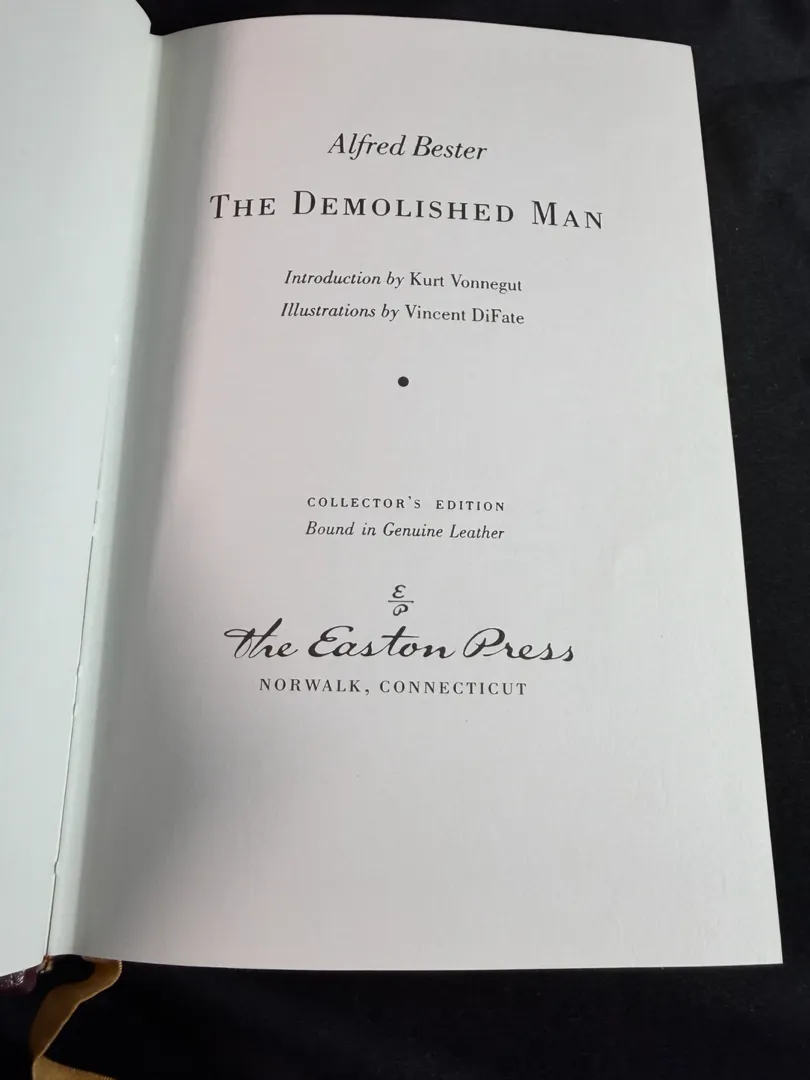 Alfred Bester
THE DEMOLISHED MAN
Introduction by Kurt Vonnegut
Illustrations by Vincent DiFate
COLLECTOR'S EDITION
Bound in Genuine Leather
E
P
The Easton Press
NORWALK, CONNECTICUT